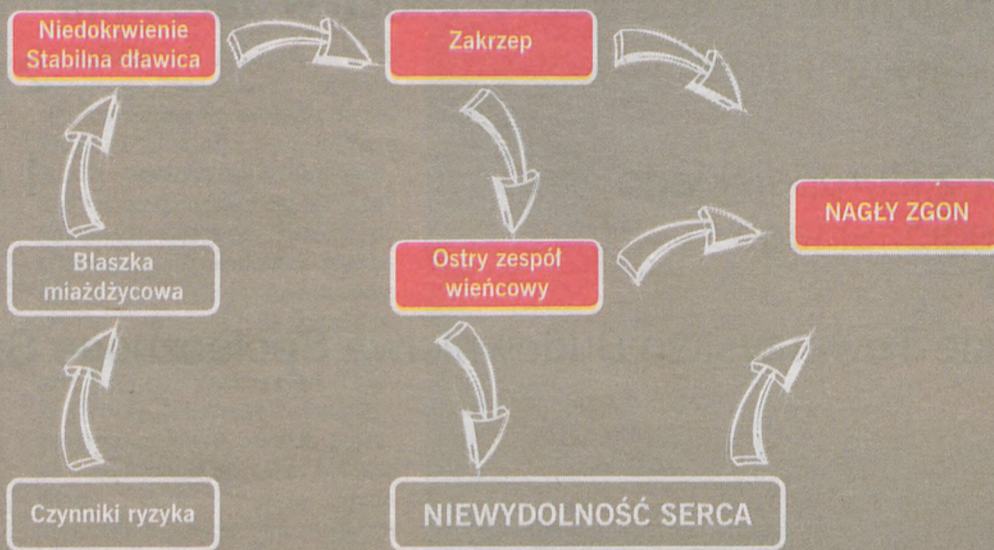 Niedokrwienie
Stabilna dławica
Zakrzep
NAGŁY ZGON
Blaszka
miażdżycowa
Ostry zespół
wieńcowy
Czynniki ryzyka
NIEWYDOLNOŚĆ SERCA